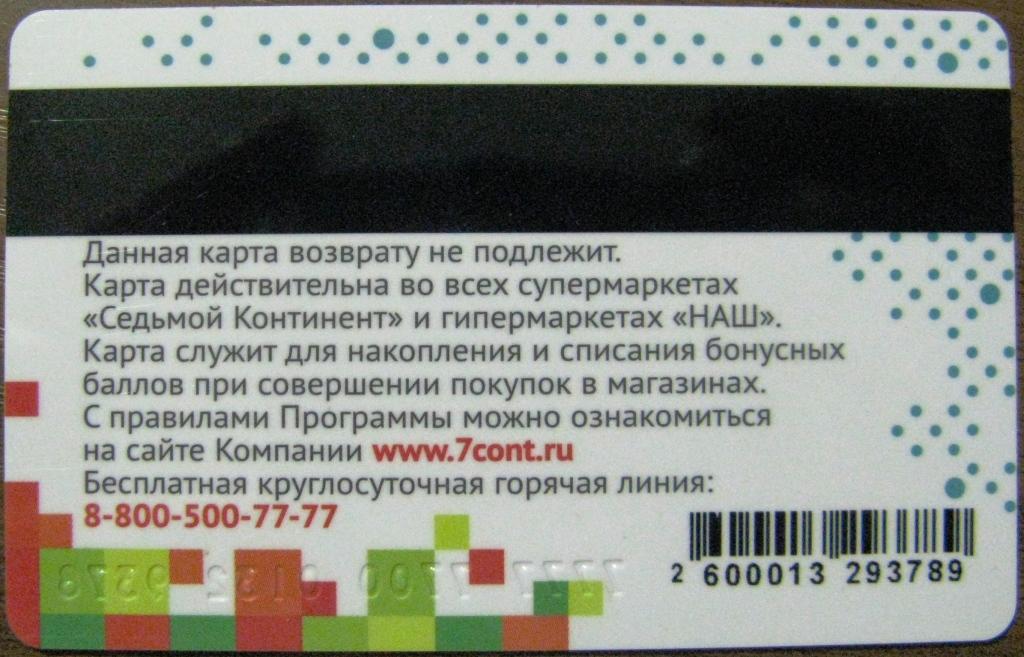 Данная карта возврату не подлежит.
Карта действительна во всех супермаркетах
«Седьмой Континент» и гипермаркетах «НАШ».
Карта служит для накопления и списания бонусных
баллов при совершении покупок в магазинах.
С правилами Программы можно ознакомиться
на сайте Компании www.7cont.ru
Бесплатная круглосуточная горячая линия:
8-800-500-77-77
2 600013 293789